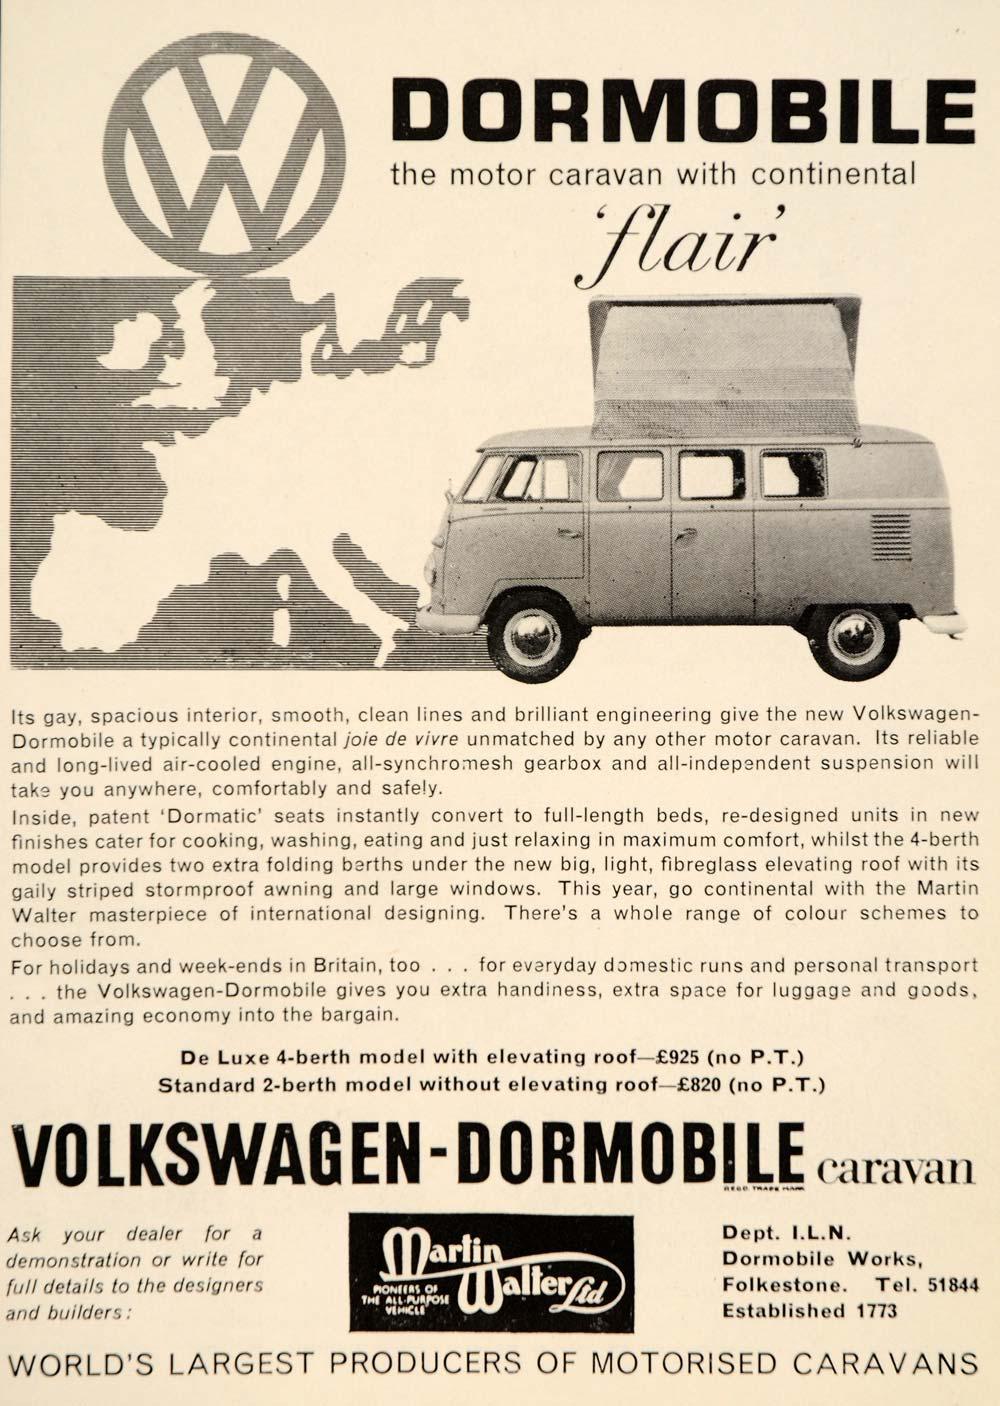 DORMOBILE
the motor caravan with continental
‘flair’
Its gay, spacious interior, smooth, clean lines and brilliant engineering give the new Volkswagen-
Dormobile a typically continental joie de vivre unmatched by any other motor caravan. Its reliable
and long-lived air-cooled engine, all-synchromesh gearbox and all-independent suspension will
take you anywhere, comfortably and safely.
Inside, patent ‘Dormatic’ seats instantly convert to full-length beds, re-designed units in new
finishes cater for cooking, washing, eating and just relaxing in maximum comfort, whilst the 4-berth
model provides two extra folding berths under the new big, light, fibreglass elevating roof with its
gaily striped stormproof awning and large windows. This year, go continental with the Martin
Walter masterpiece of international designing. There's a whole range of colour schemes to
choose from.
For holidays and week-ends in Britain, too . . . for everyday domestic runs and personal transport
. . . the Volkswagen-Dormobile gives you extra handiness, extra space for luggage and goods,
and amazing economy into the bargain.
De Luxe 4-berth model with elevating roof—£925 (no P.T.)
Standard 2-berth model without elevating roof—£820 (no P.T.)
VOLKSWAGEN-DORMOBILE caravan
REGD. TRADE MARK
Ask your dealer for a
demonstration or write for
full details to the designers
and builders:
Martin
Walter Ltd
PIONEERS OF
THE ALL-PURPOSE
VEHICLE
Dept. I.L.N.
Dormobile Works,
Folkestone. Tel. 51844
Established 1773
WORLD'S LARGEST PRODUCERS OF MOTORISED CARAVANS